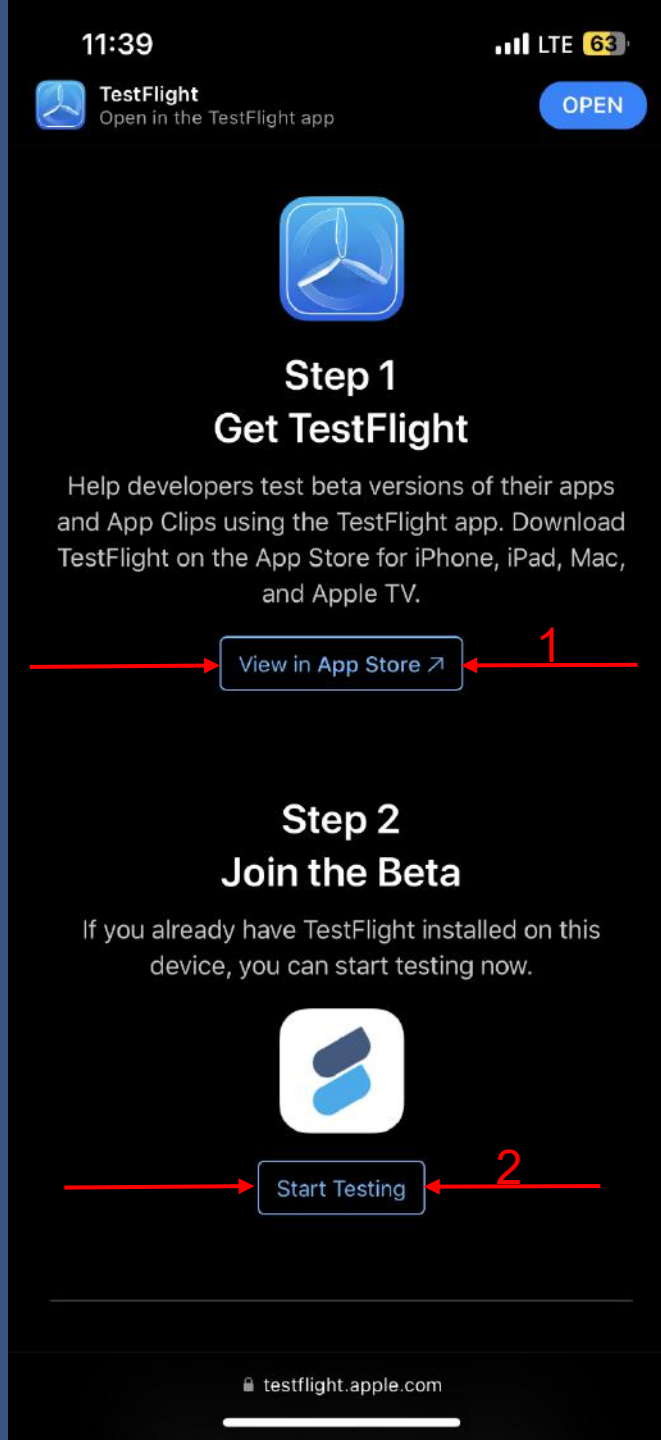 11:39
LTE 63
TestFlight
Open in the TestFlight app
OPEN
Step 1
Get TestFlight
Help developers test beta versions of their apps
and App Clips using the TestFlight app. Download
TestFlight on the App Store for iPhone, iPad, Mac,
and Apple TV.
View in App Store ↗
1
Step 2
Join the Beta
If you already have TestFlight installed on this
device, you can start testing now.
Start Testing
2
testflight.apple.com